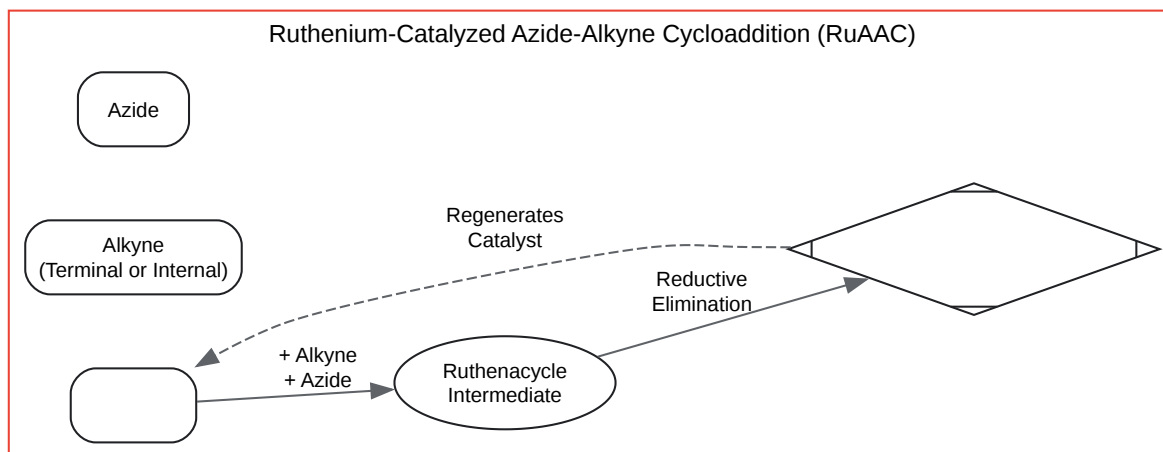 Ruthenium-Catalyzed Azide-Alkyne Cycloaddition (RuAAC)
Azide
Alkyne
(Terminal or Internal)
Regenerates
Catalyst
Reductive
Elimination
+ Alkyne
+ Azide
Ruthenacycle
Intermediate